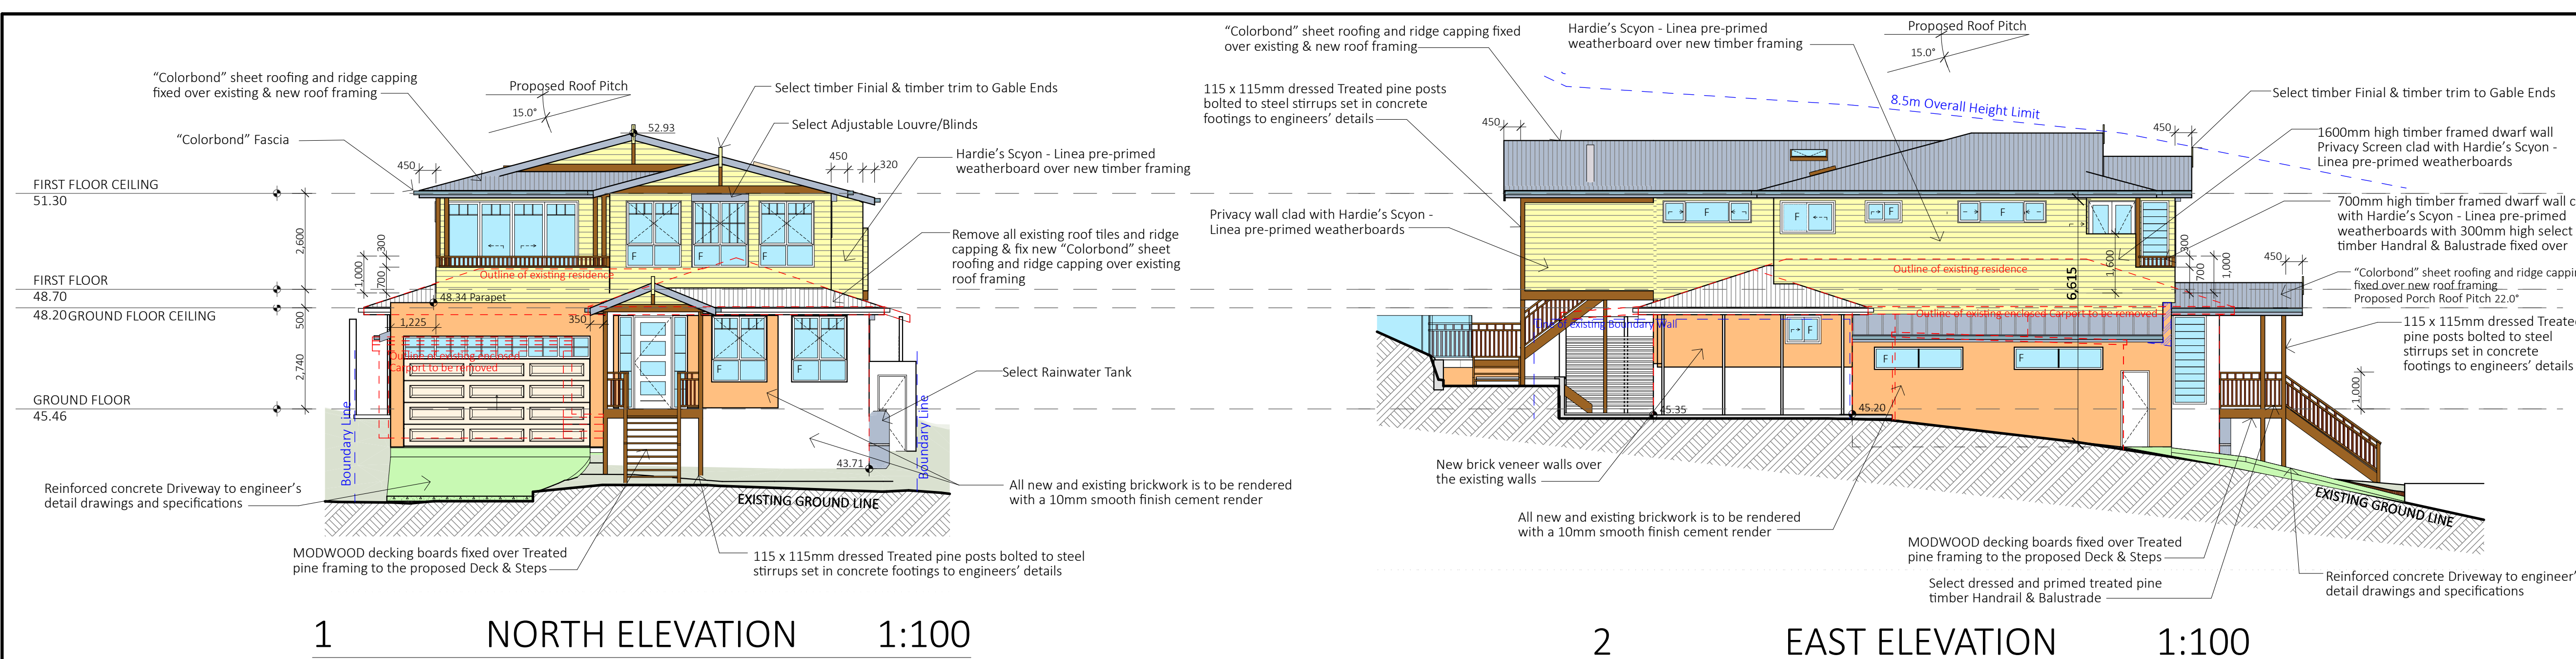 "Colorbond" sheet roofing and ridge capping
fixed over existing & new roof framing
Proposed Roof Pitch
15.0°
"Colorbond" Fascia
52.93
Select timber Finial & timber trim to Gable Ends
Select Adjustable Louvre/Blinds
450
450
320
Hardie's Scyon - Linea pre-primed
weatherboard over new timber framing
FIRST FLOOR CEILING
51.30
2,600
300
1,000
700
FIRST FLOOR
48.70
48.20 GROUND FLOOR CEILING
500
2,740
GROUND FLOOR
45.46
Outline of existing residence
48.34 Parapet
1,225
350
Outline of existing enclosed
Carport to be removed
F
F
F
F
F
Remove all existing roof tiles and ridge
capping & fix new "Colorbond" sheet
roofing and ridge capping over existing
roof framing
Select Rainwater Tank
Boundary Line
Boundary Line
43.71
Reinforced concrete Driveway to engineer's
detail drawings and specifications
EXISTING GROUND LINE
All new and existing brickwork is to be rendered
with a 10mm smooth finish cement render
MODWOOD decking boards fixed over Treated
pine framing to the proposed Deck & Steps
115 x 115mm dressed Treated pine posts bolted to steel
stirrups set in concrete footings to engineers' details
1 NORTH ELEVATION 1:100
"Colorbond" sheet roofing and ridge capping fixed
over existing & new roof framing
Hardie's Scyon - Linea pre-primed
weatherboard over new timber framing
Proposed Roof Pitch
15.0°
115 x 115mm dressed Treated pine posts
bolted to steel stirrups set in concrete
footings to engineers' details
8.5m Overall Height Limit
450
450
Select timber Finial & timber trim to Gable Ends
1600mm high timber framed dwarf wall
Privacy Screen clad with Hardie's Scyon -
Linea pre-primed weatherboards
Privacy wall clad with Hardie's Scyon -
Linea pre-primed weatherboards
700mm high timber framed dwarf wall c
with Hardie's Scyon - Linea pre-primed
weatherboards with 300mm high select
timber Handral & Balustrade fixed over
F
F
F
F
Outline of existing residence
6,615
1,600
300
700
1,000
450
"Colorbond" sheet roofing and ridge cappi
fixed over new roof framing
Proposed Porch Roof Pitch 22.0°
Outline of existing enclosed Carport to be removed
Line of existing Boundary Wall
F
F
F
115 x 115mm dressed Treate
pine posts bolted to steel
stirrups set in concrete
footings to engineers' details
1,000
45.35
45.20
New brick veneer walls over
the existing walls
All new and existing brickwork is to be rendered
with a 10mm smooth finish cement render
EXISTING GROUND LINE
MODWOOD decking boards fixed over Treated
pine framing to the proposed Deck & Steps
Select dressed and primed treated pine
timber Handrail & Balustrade
Reinforced concrete Driveway to engineer'
detail drawings and specifications
2 EAST ELEVATION 1:100